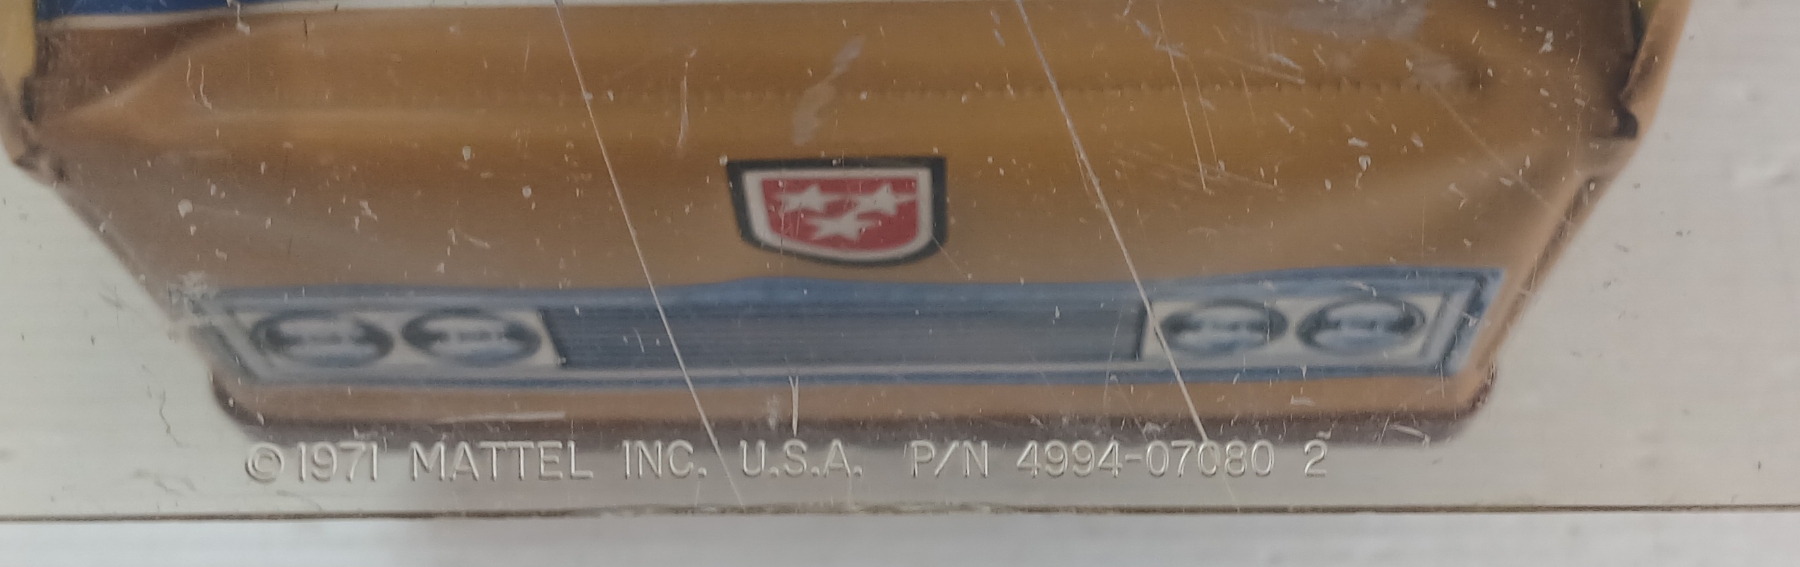 ©1971 MATTEL INC. U.S.A. P/N 4994-07080 2